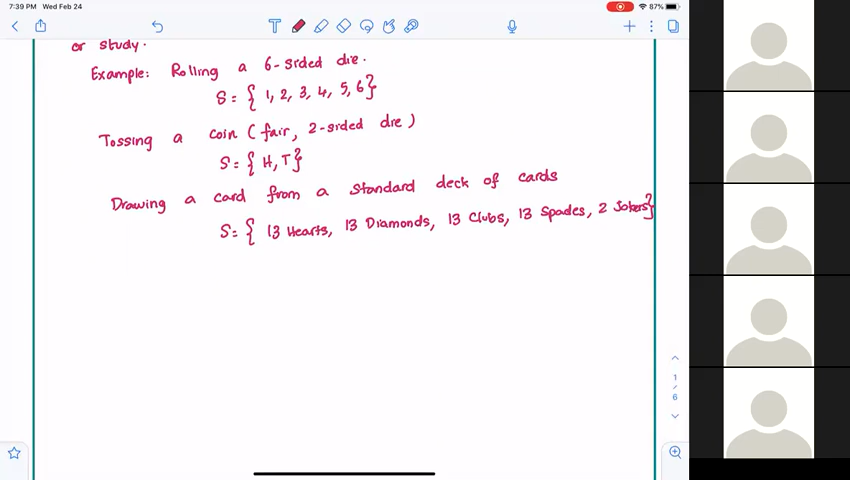 7:39 PM Wed Feb 24
87%
or study.
Example: Rolling a 6-sided die.
S = { 1, 2, 3, 4, 5, 6}
Tossing a coin ( fair, 2-sided die )
S = { H, T}
Drawing a card from a standard deck of cards
S = { 13 Hearts, 13 Diamonds, 13 Clubs, 13 Spades, 2 Jokers}
1
/
6